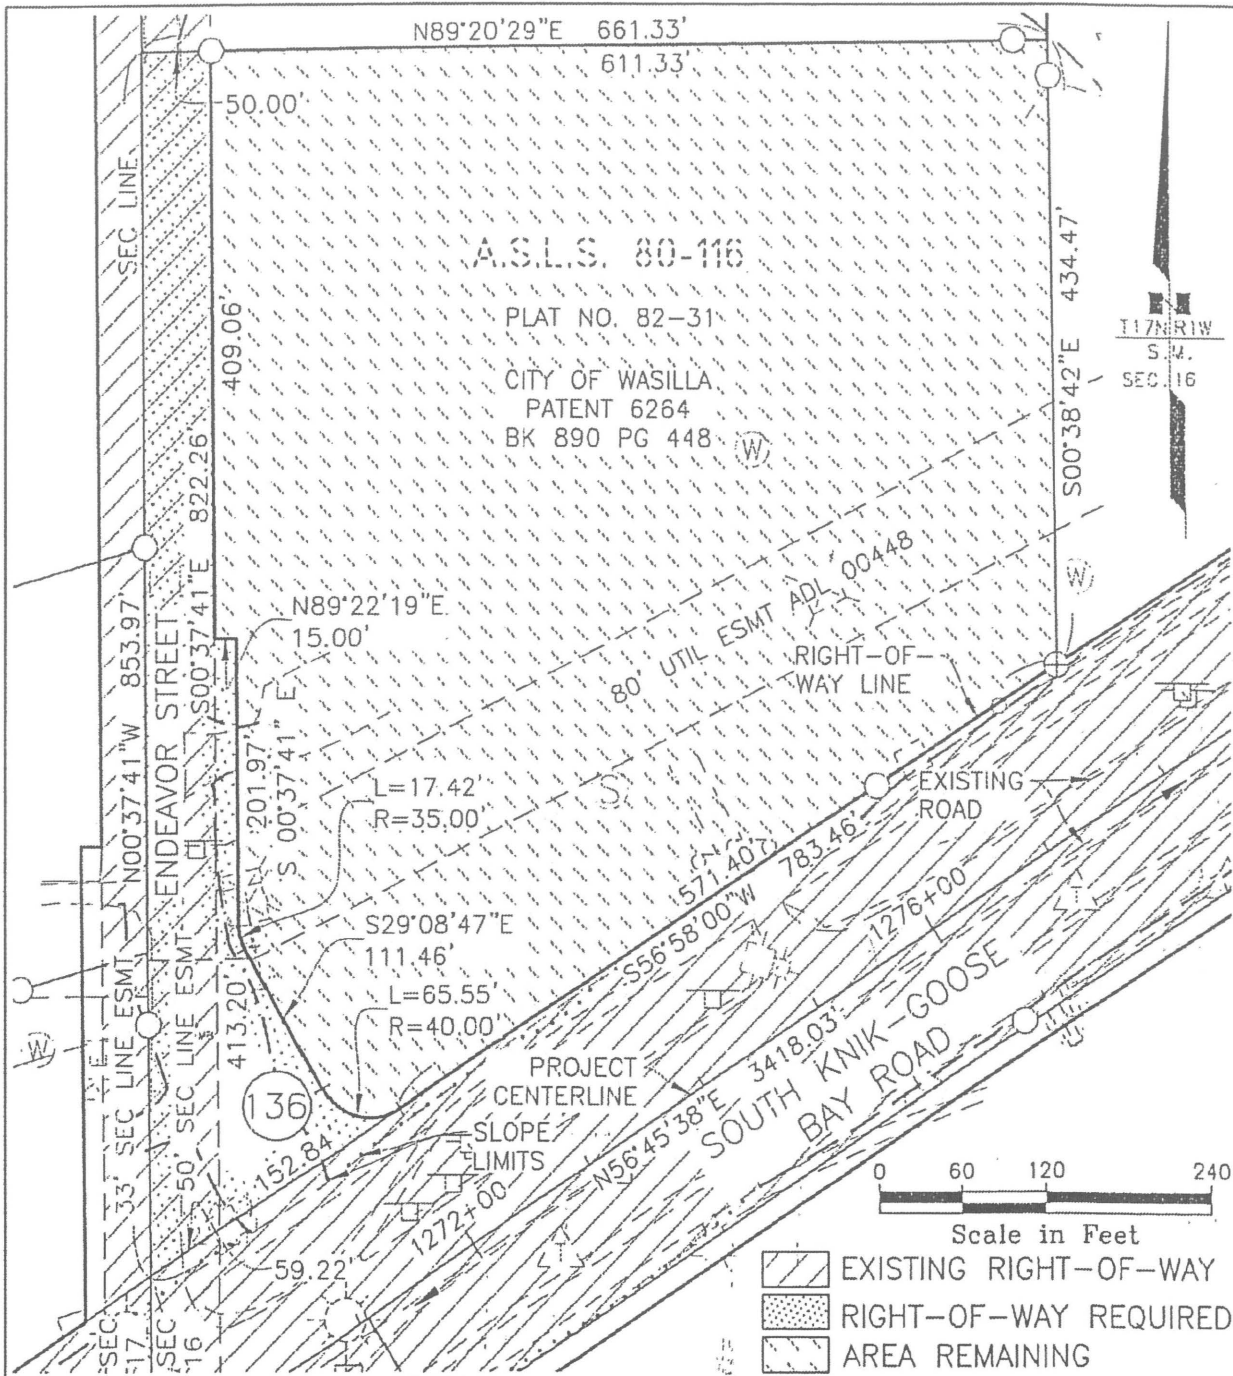 N89°20'29"E 661.33'
611.33'
50.00'
SEC LINE
A.S.L.S. 80-116
PLAT NO. 82-31
CITY OF WASILLA
PATENT 6264
BK 890 PG 448
W
S00°38'42"E 434.47'
T17N R1W
S.M.
SEC. 16
409.06'
S00°37'41"E 822.26
N89°22'19"E
15.00'
N00°37'41"W 853.97
ENDEAVOR STREET
80' UTIL ESMT ADL 00448
W
RIGHT-OF-
WAY LINE
201.97'
S 00°37'41" E
L=17.42'
R=35.00'
S
EXISTING
ROAD
571.40'
S56°58'00"W 783.46'
1276+00
S29°08'47"E
111.46'
L=65.55'
R=40.00'
W
33' SEC LINE ESMT
50' SEC LINE ESMT
413.20'
136
PROJECT
CENTERLINE
N56°45'38"E 3418.03'
SOUTH KNIK-GOOSE
BAY ROAD
SLOPE
LIMITS
152.84
1272+00
59.22'
SEC
17
SEC
16
0 60 120 240
Scale in Feet
EXISTING RIGHT-OF-WAY
RIGHT-OF-WAY REQUIRED
AREA REMAINING